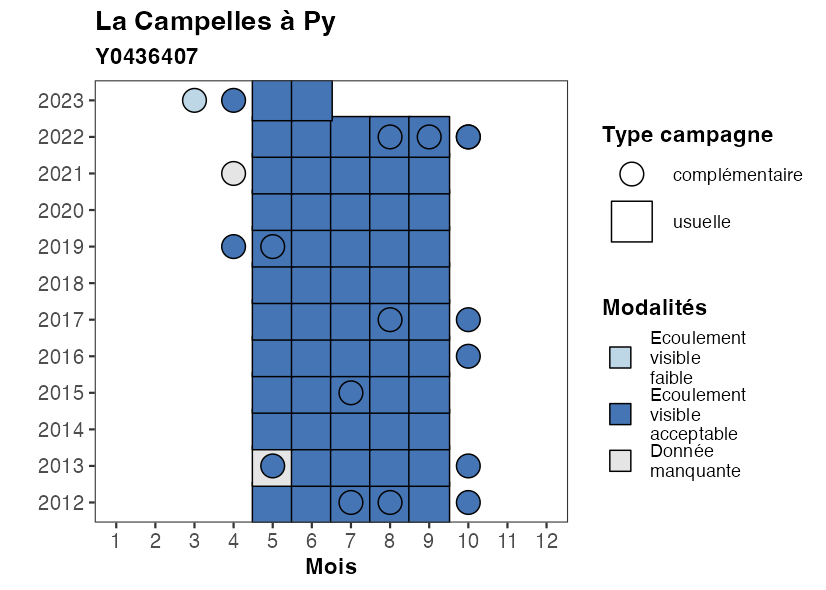 La Campelles à Py
Y0436407
2023
2022
2021
2020
2019
2018
2017
2016
2015
2014
2013
2012
1 2 3 4 5 6 7 8 9 10 11 12
Mois
Type campagne
complémentaire
usuelle
Modalités
Ecoulement
visible
faible
Ecoulement
visible
acceptable
Donnée
manquante